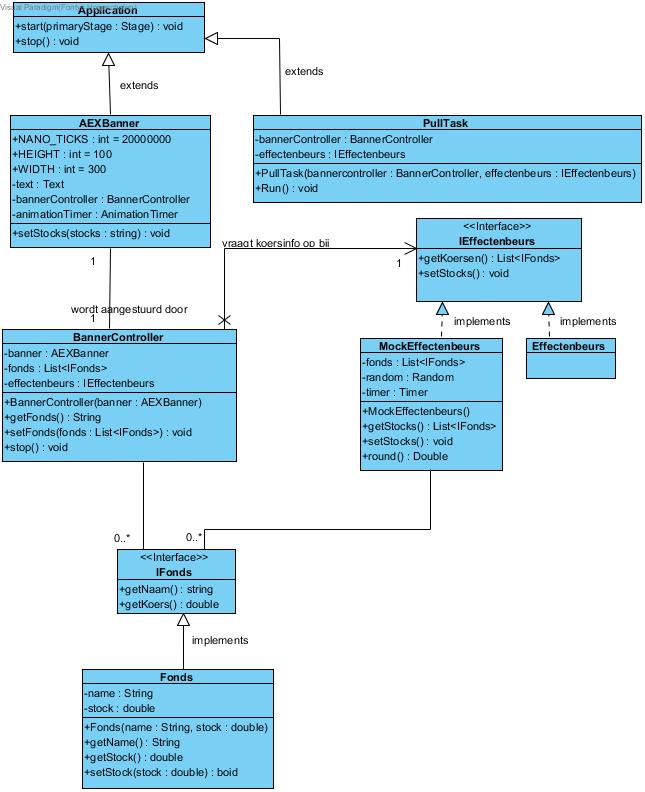 Visual Paradigm
Application
+start(primaryStage : Stage) : void
+stop() : void
extends
extends
AEXBanner
+NANO_TICKS : int = 20000000
+HEIGHT : int = 100
+WIDTH : int = 300
-text : Text
-bannerController : BannerController
-animationTimer : AnimationTimer
+setStocks(stocks : string) : void
PullTask
-bannerController : BannerController
-effectenbeurs : IEffectenbeurs
+PullTask(bannercontroller : BannerController, effectenbeurs : IEffectenbeurs)
+Run() : void
<<Interface>>
IEffectenbeurs
+getKoersen() : List<IFonds>
+setStocks() : void
vraagt koersinfo op bij
1
1
wordt aangestuurd door
1
implements
implements
BannerController
-banner : AEXBanner
-fonds : List<IFonds>
-effectenbeurs : IEffectenbeurs
+BannerController(banner : AEXBanner)
+getFonds() : String
+setFonds(fonds : List<IFonds>) : void
+stop() : void
MockEffectenbeurs
-fonds : List<IFonds>
-random : Random
-timer : Timer
+MockEffectenbeurs()
+getStocks() : List<IFonds>
+setStocks() : void
+round() : Double
Effectenbeurs
0..*
0..*
<<Interface>>
IFonds
+getNaam() : string
+getKoers() : double
implements
Fonds
-name : String
-stock : double
+Fonds(name : String, stock : double)
+getName() : String
+getStock() : double
+setStock(stock : double) : boid